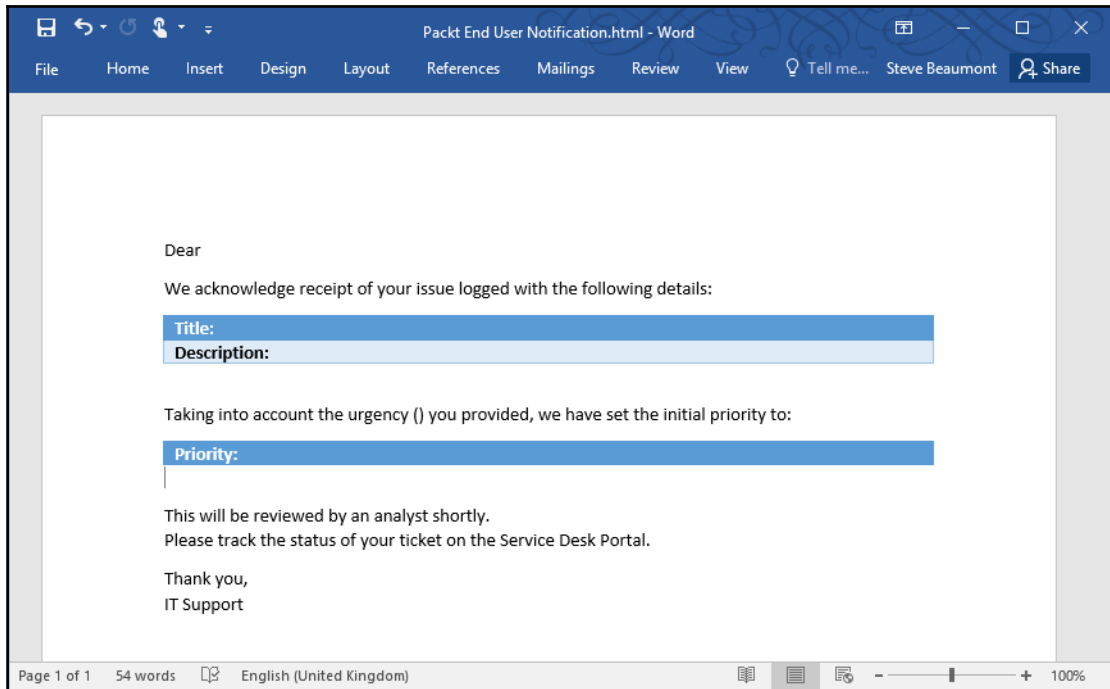 Packt End User Notification.html - Word
File Home Insert Design Layout References Mailings Review View Tell me... Steve Beaumont Share
Dear
We acknowledge receipt of your issue logged with the following details:
Title:
Description:
Taking into account the urgency () you provided, we have set the initial priority to:
Priority:
This will be reviewed by an analyst shortly.
Please track the status of your ticket on the Service Desk Portal.
Thank you,
IT Support
Page 1 of 1 54 words English (United Kingdom) - + 100%